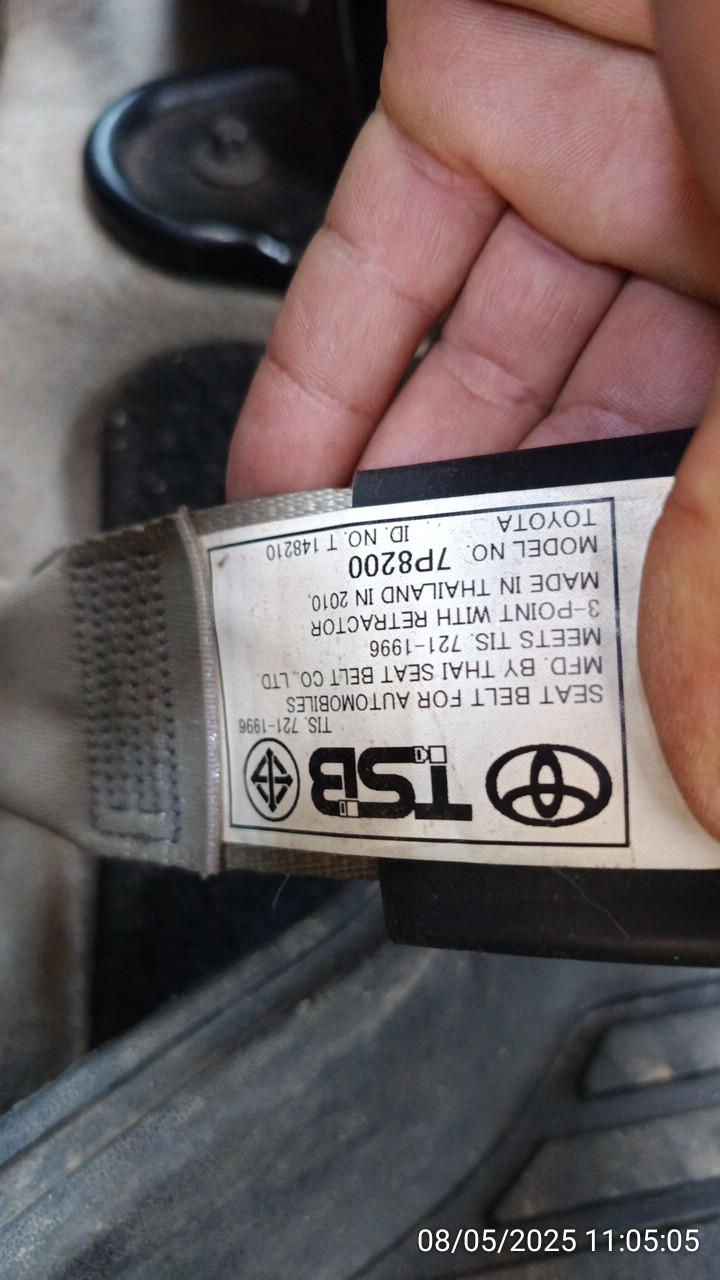 TSB
TIS. 721-1996
SEAT BELT FOR AUTOMOBILES
MFD. BY THAI SEAT BELT CO., LTD.
MEETS TIS. 721-1996
3-POINT WITH RETRACTOR
MADE IN THAILAND IN 2010.
MODEL NO. 7P8200
TOYOTA ID. NO. T 148210
08/05/2025 11:05:05